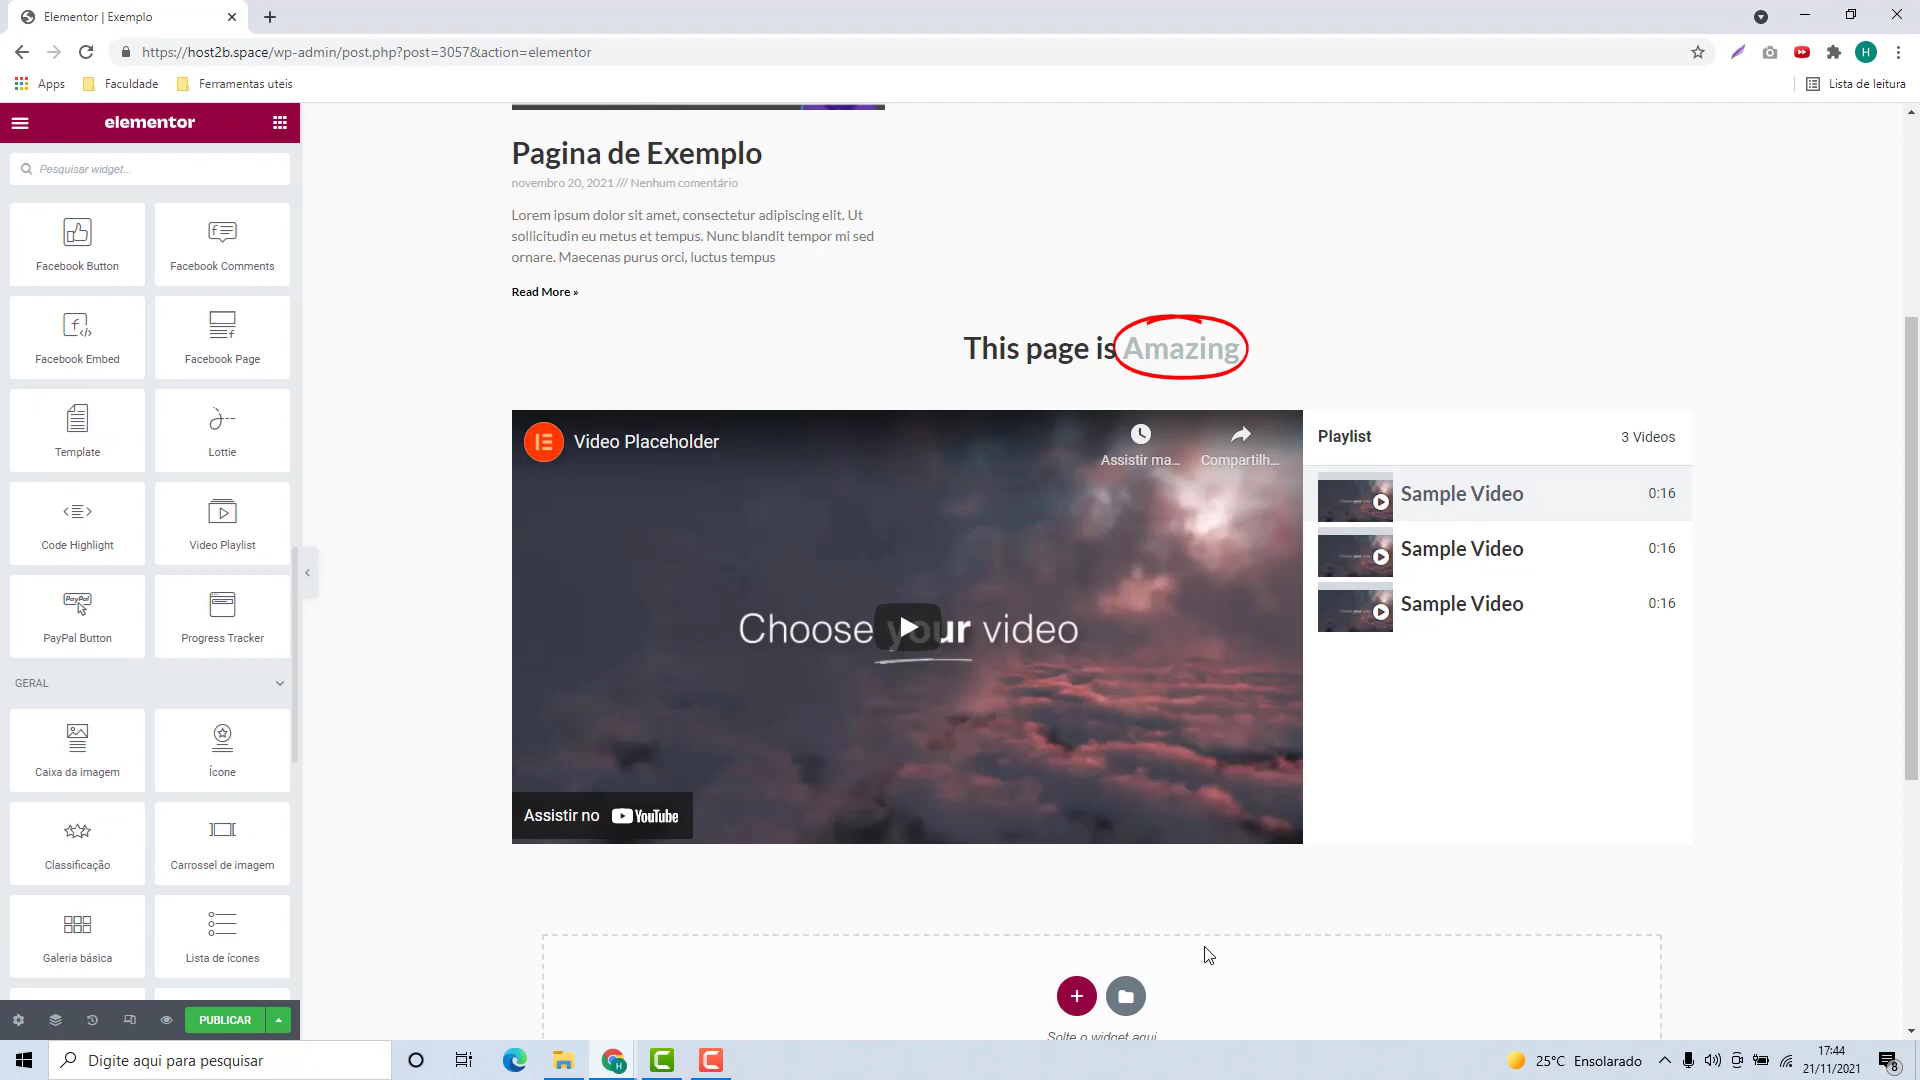 Elementor | Exemplo
https://host2b.space/wp-admin/post.php?post=3057&action=elementor
H
Apps
Faculdade
Ferramentas uteis
Lista de leitura
elementor
Pesquisar widget...
Facebook Button
Facebook Comments
Facebook Embed
Facebook Page
Template
Lottie
Code Highlight
Video Playlist
PayPal
PayPal Button
Progress Tracker
GERAL
Caixa da imagem
Ícone
Classificação
Carrossel de imagem
Galeria básica
Lista de ícones
PUBLICAR
Pagina de Exemplo
novembro 20, 2021 /// Nenhum comentário
Lorem ipsum dolor sit amet, consectetur adipiscing elit. Ut
sollicitudin eu metus et tempus. Nunc blandit tempor mi sed
ornare. Maecenas purus orci, luctus tempus
Read More »
This page is Amazing
Video Placeholder
Assistir ma...
Compartilh...
Choose your video
Assistir no YouTube
Playlist
3 Videos
Sample Video
0:16
Sample Video
0:16
Sample Video
0:16
Solte o widget aqui
Digite aqui para pesquisar
25°C Ensolarado
17:44
21/11/2021
8